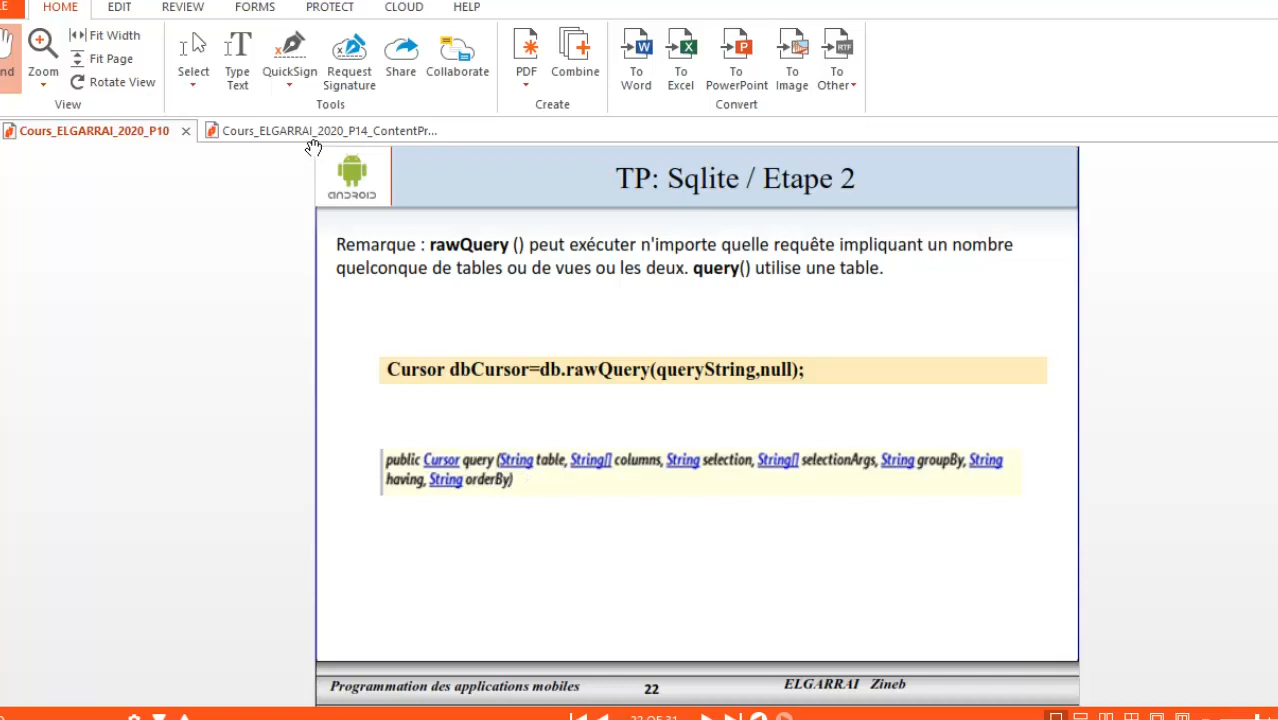 HOME EDIT REVIEW FORMS PROTECT CLOUD HELP
Fit Width
Fit Page
Rotate View
Zoom Select Type Text QuickSign Request Signature Share Collaborate PDF Combine To Word To Excel To PowerPoint To Image To Other
View Tools Create Convert
Cours_ELGARRAI_2020_P10 Cours_ELGARRAI_2020_P14_ContentPr...
ANDROID
TP: Sqlite / Etape 2
Remarque : rawQuery () peut exécuter n'importe quelle requête impliquant un nombre
quelconque de tables ou de vues ou les deux. query() utilise une table.
Cursor dbCursor=db.rawQuery(queryString,null);
public Cursor query (String table, String[] columns, String selection, String[] selectionArgs, String groupBy, String
having, String orderBy)
Programmation des applications mobiles 22 ELGARRAI Zineb